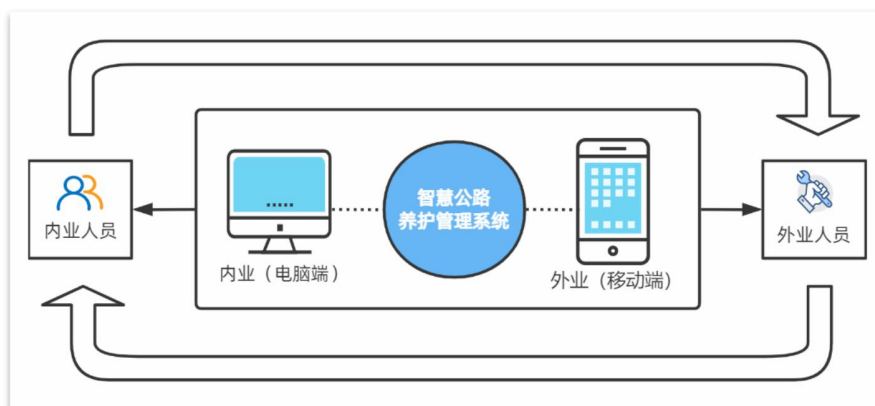 内业人员
内业（电脑端）
智慧公路
养护管理系统
外业（移动端）
外业人员